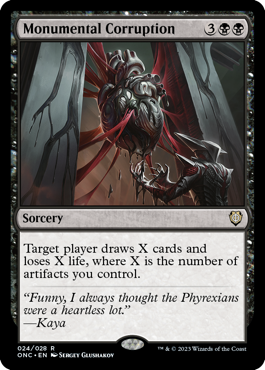 Monumental Corruption 3
Sorcery
Target player draws X cards and
loses X life, where X is the number of
artifacts you control.
“Funny, I always thought the Phyrexians
were a heartless lot.”
—Kaya
024/028 R
ONC • EN Sergey Glushakov
™ & © 2023 Wizards of the Coast